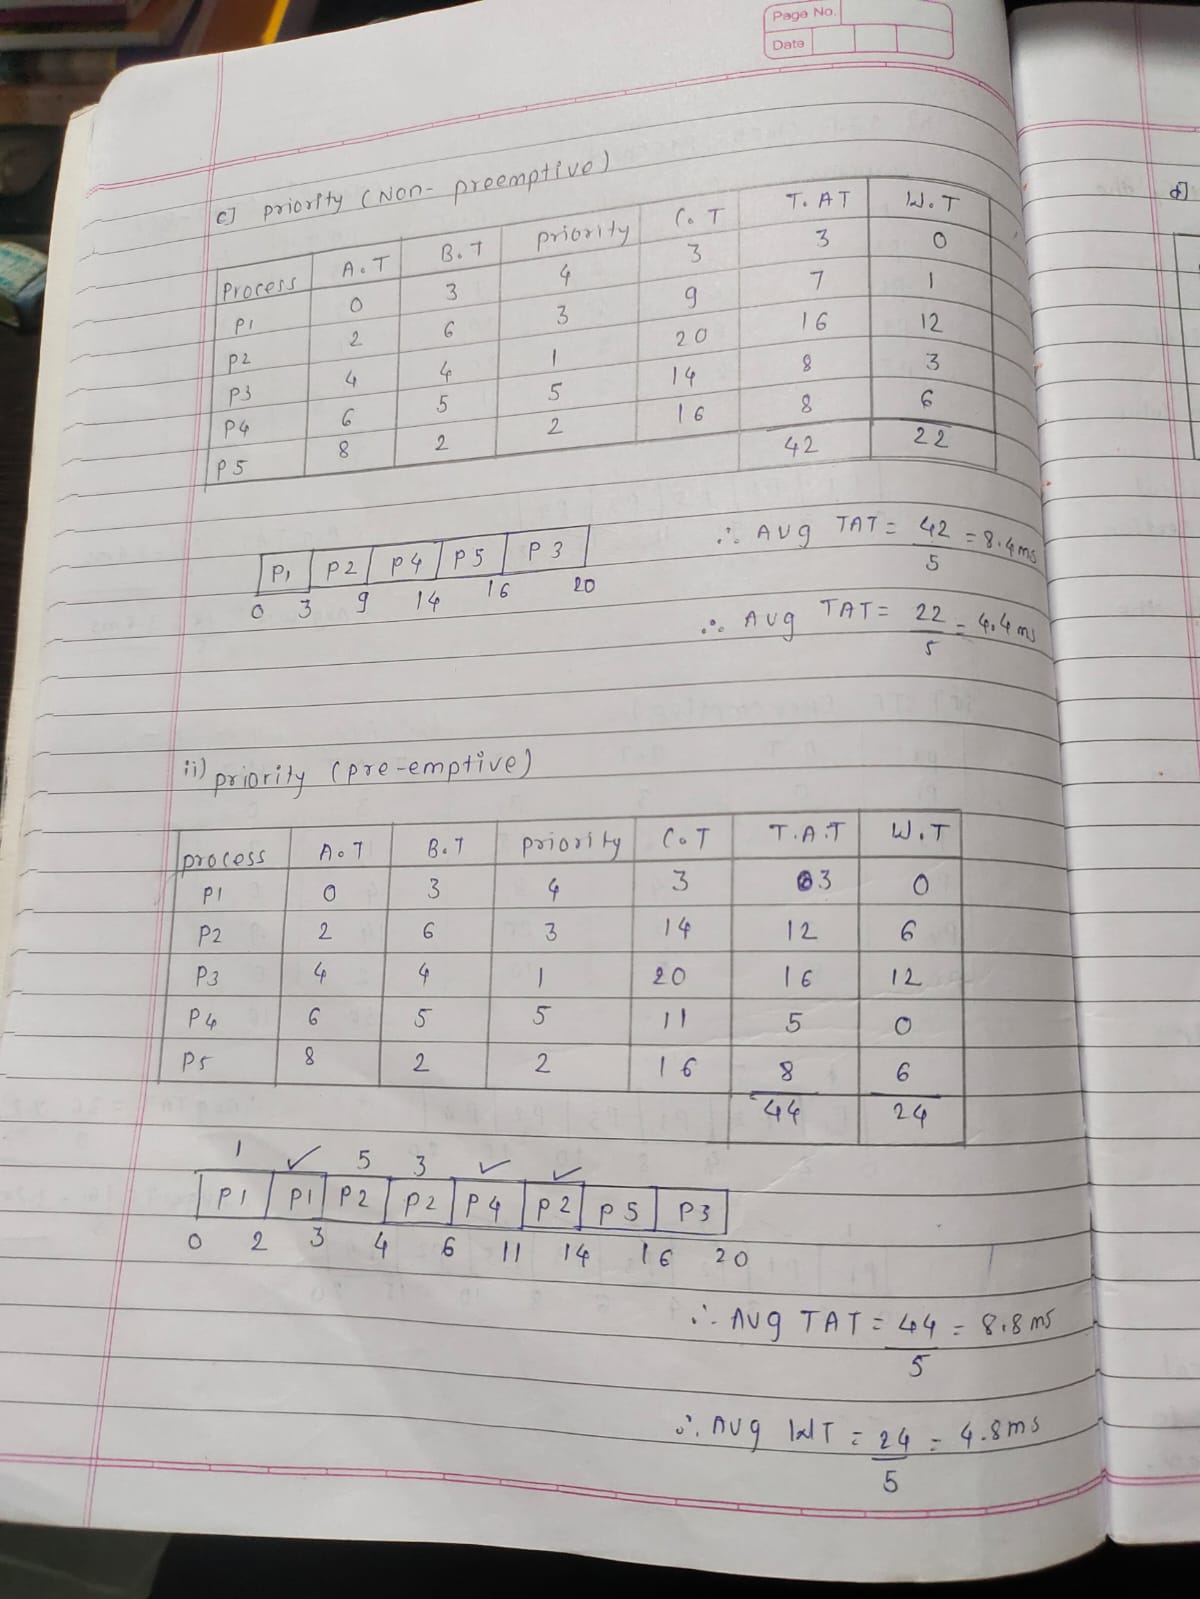 Page No.
Date
c] Priority (Non-preemptive)
Process A.T B.T Priority C.T T.AT W.T
P1 0 3 4 3 3 0
P2 2 6 3 9 7 1
P3 4 4 1 20 16 12
P4 6 5 5 14 8 3
P5 8 2 2 16 8 6
42 22
P1 P2 P4 P5 P3
0 3 9 14 16 20
∴ Avg TAT = 42/5 = 8.4ms
∴ Avg TAT = 22/5 = 4.4ms
ii) Priority (pre-emptive)
process A.T B.T Priority C.T T.A.T W.T
P1 0 3 4 3 3 0
P2 2 6 3 14 12 6
P3 4 4 1 20 16 12
P4 6 5 5 11 5 0
P5 8 2 2 16 8 6
44 24
1 ✓ 5 3 ✓ ✓
P1 P1 P2 P2 P4 P2 P5 P3
0 2 3 4 6 11 14 16 20
∴ Avg TAT = 44/5 = 8.8ms
∴ Avg WT = 24/5 = 4.8ms
d]